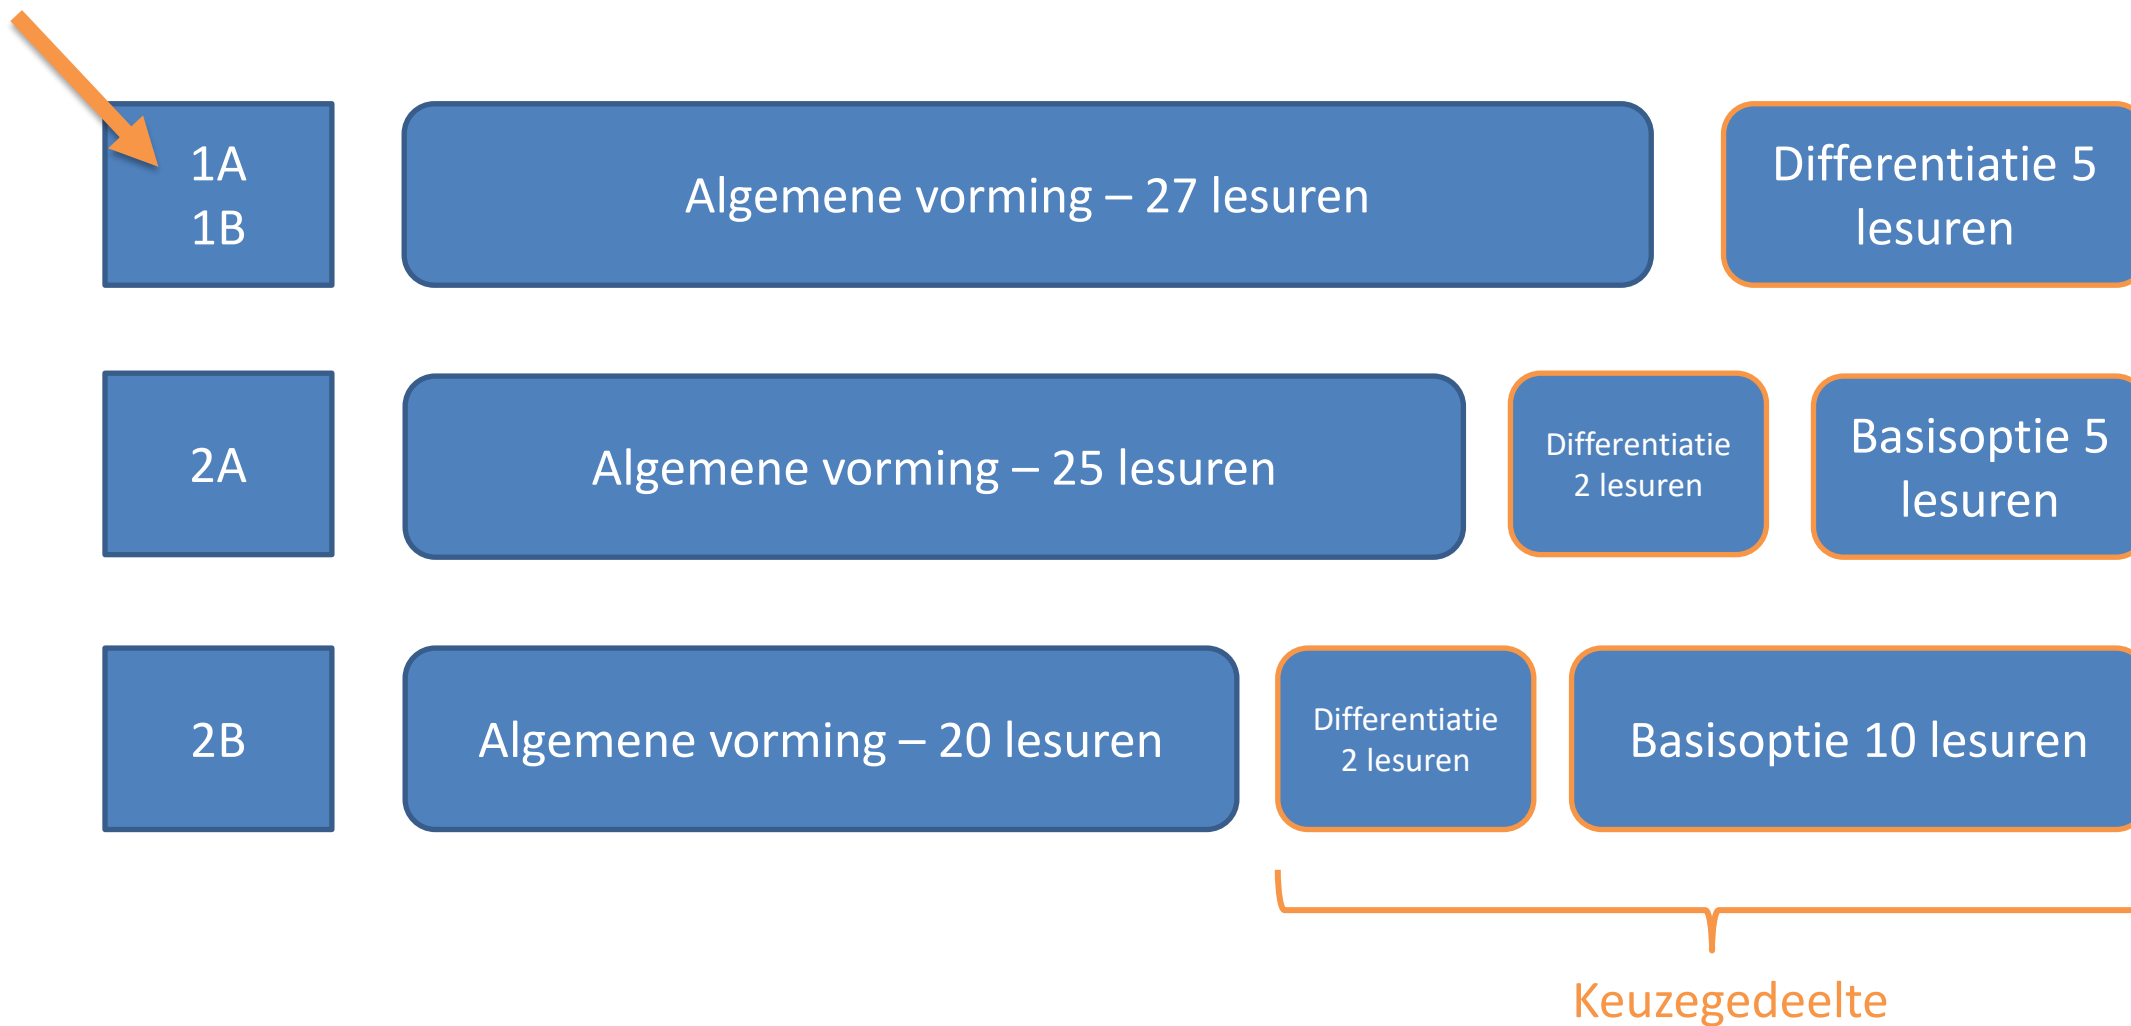 1A
1B
Algemene vorming – 27 lesuren
Differentiatie 5
lesuren
2A
Algemene vorming – 25 lesuren
Differentiatie
2 lesuren
Basisoptie 5
lesuren
2B
Algemene vorming – 20 lesuren
Differentiatie
2 lesuren
Basisoptie 10 lesuren
Keuzegedeelte